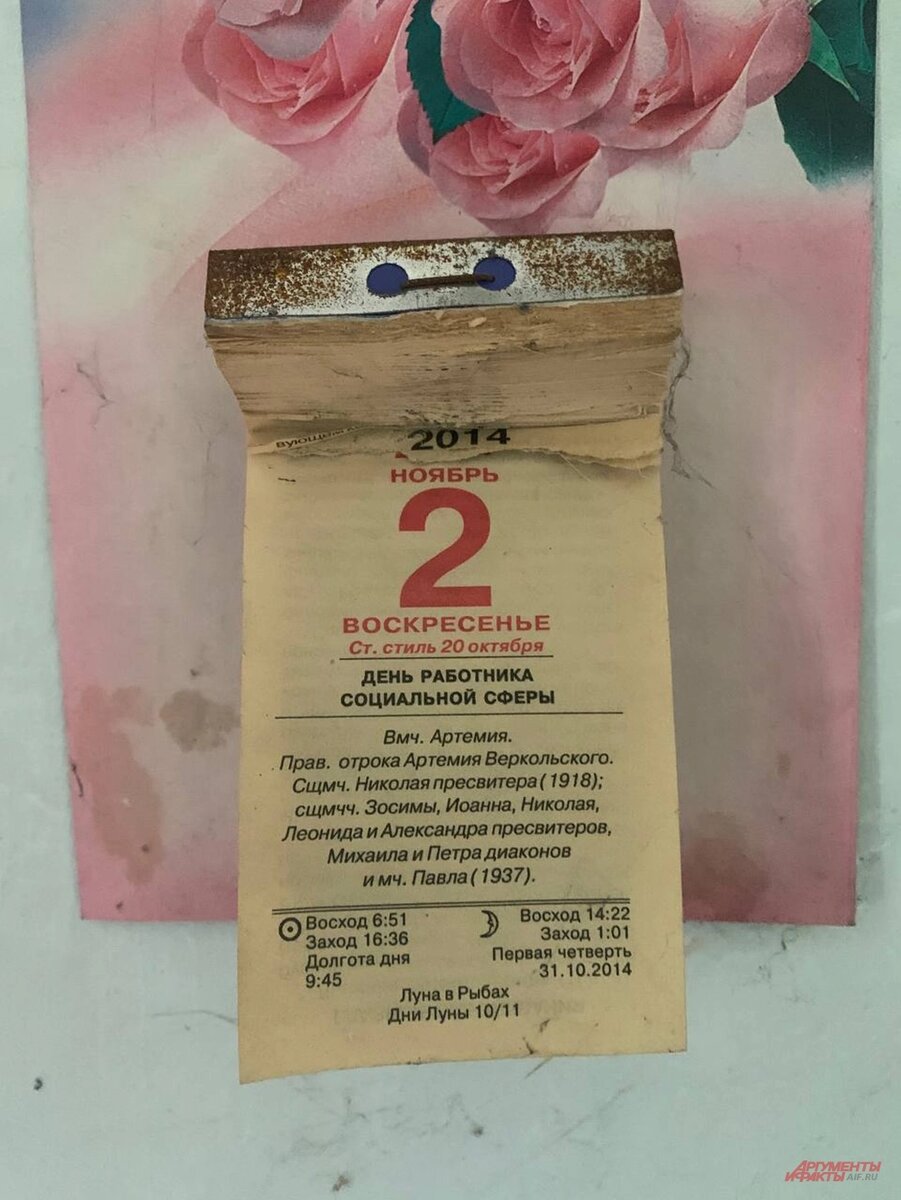 2014
НОЯБРЬ
2
ВОСКРЕСЕНЬЕ
Ст. стиль 20 октября
ДЕНЬ РАБОТНИКА
СОЦИАЛЬНОЙ СФЕРЫ
Вмч. Артемия.
Прав. отрока Артемия Веркольского.
Сщмч. Николая пресвитера (1918);
сщмчч. Зосимы, Иоанна, Николая,
Леонида и Александра пресвитеров,
Михаила и Петра диаконов
и мч. Павла (1937).
Восход 6:51
Заход 16:36
Долгота дня
9:45
Восход 14:22
Заход 1:01
Первая четверть
31.10.2014
Луна в Рыбах
Дни Луны 10/11
АРГУМЕНТЫ
И ФАКТЫ AIF.RU